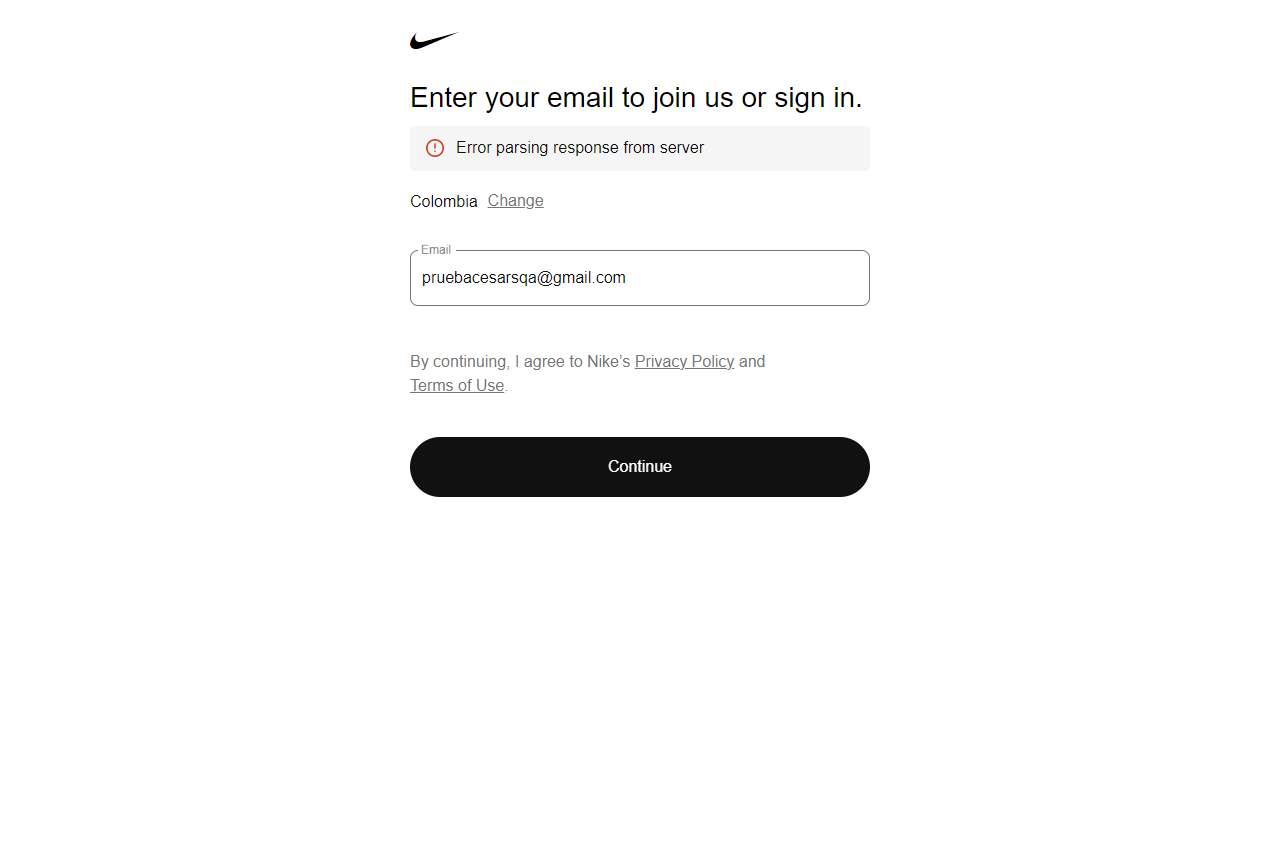 Enter your email to join us or sign in.
Error parsing response from server
Colombia Change
Email
pruebacesarsqa@gmail.com
By continuing, I agree to Nike’s Privacy Policy and
Terms of Use.
Continue